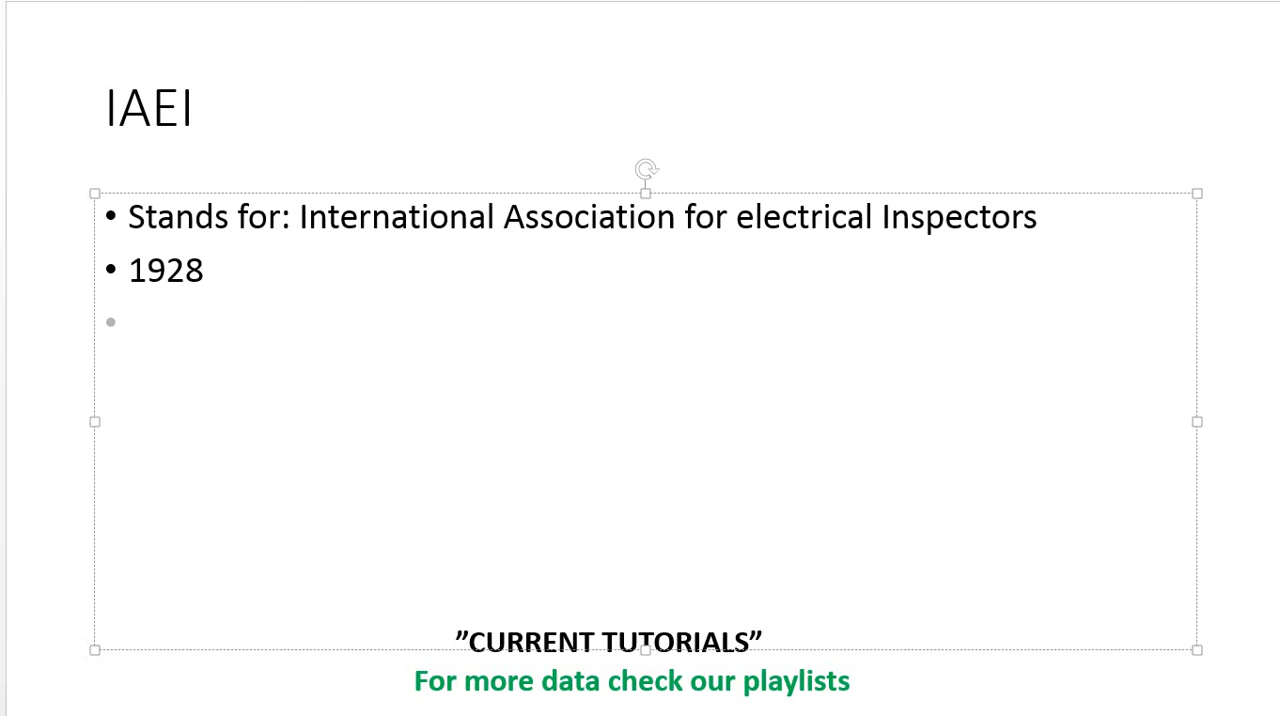 IAEI
• Stands for: International Association for electrical Inspectors
• 1928
•
”CURRENT TUTORIALS”
For more data check our playlists